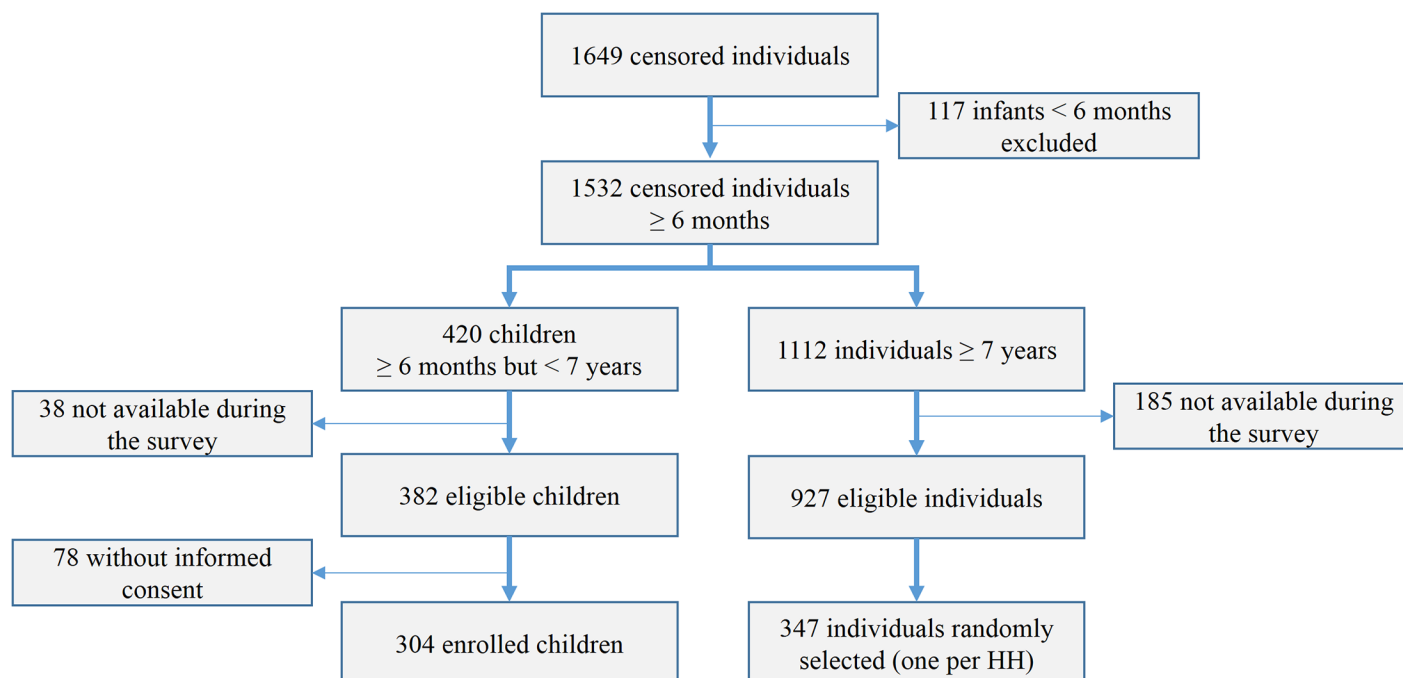 1649 censored individuals
117 infants < 6 months
excluded
1532 censored individuals
≥ 6 months
420 children
≥ 6 months but < 7 years
1112 individuals ≥ 7 years
38 not available during
the survey
185 not available during
the survey
382 eligible children
927 eligible individuals
78 without informed
consent
304 enrolled children
347 individuals randomly
selected (one per HH)